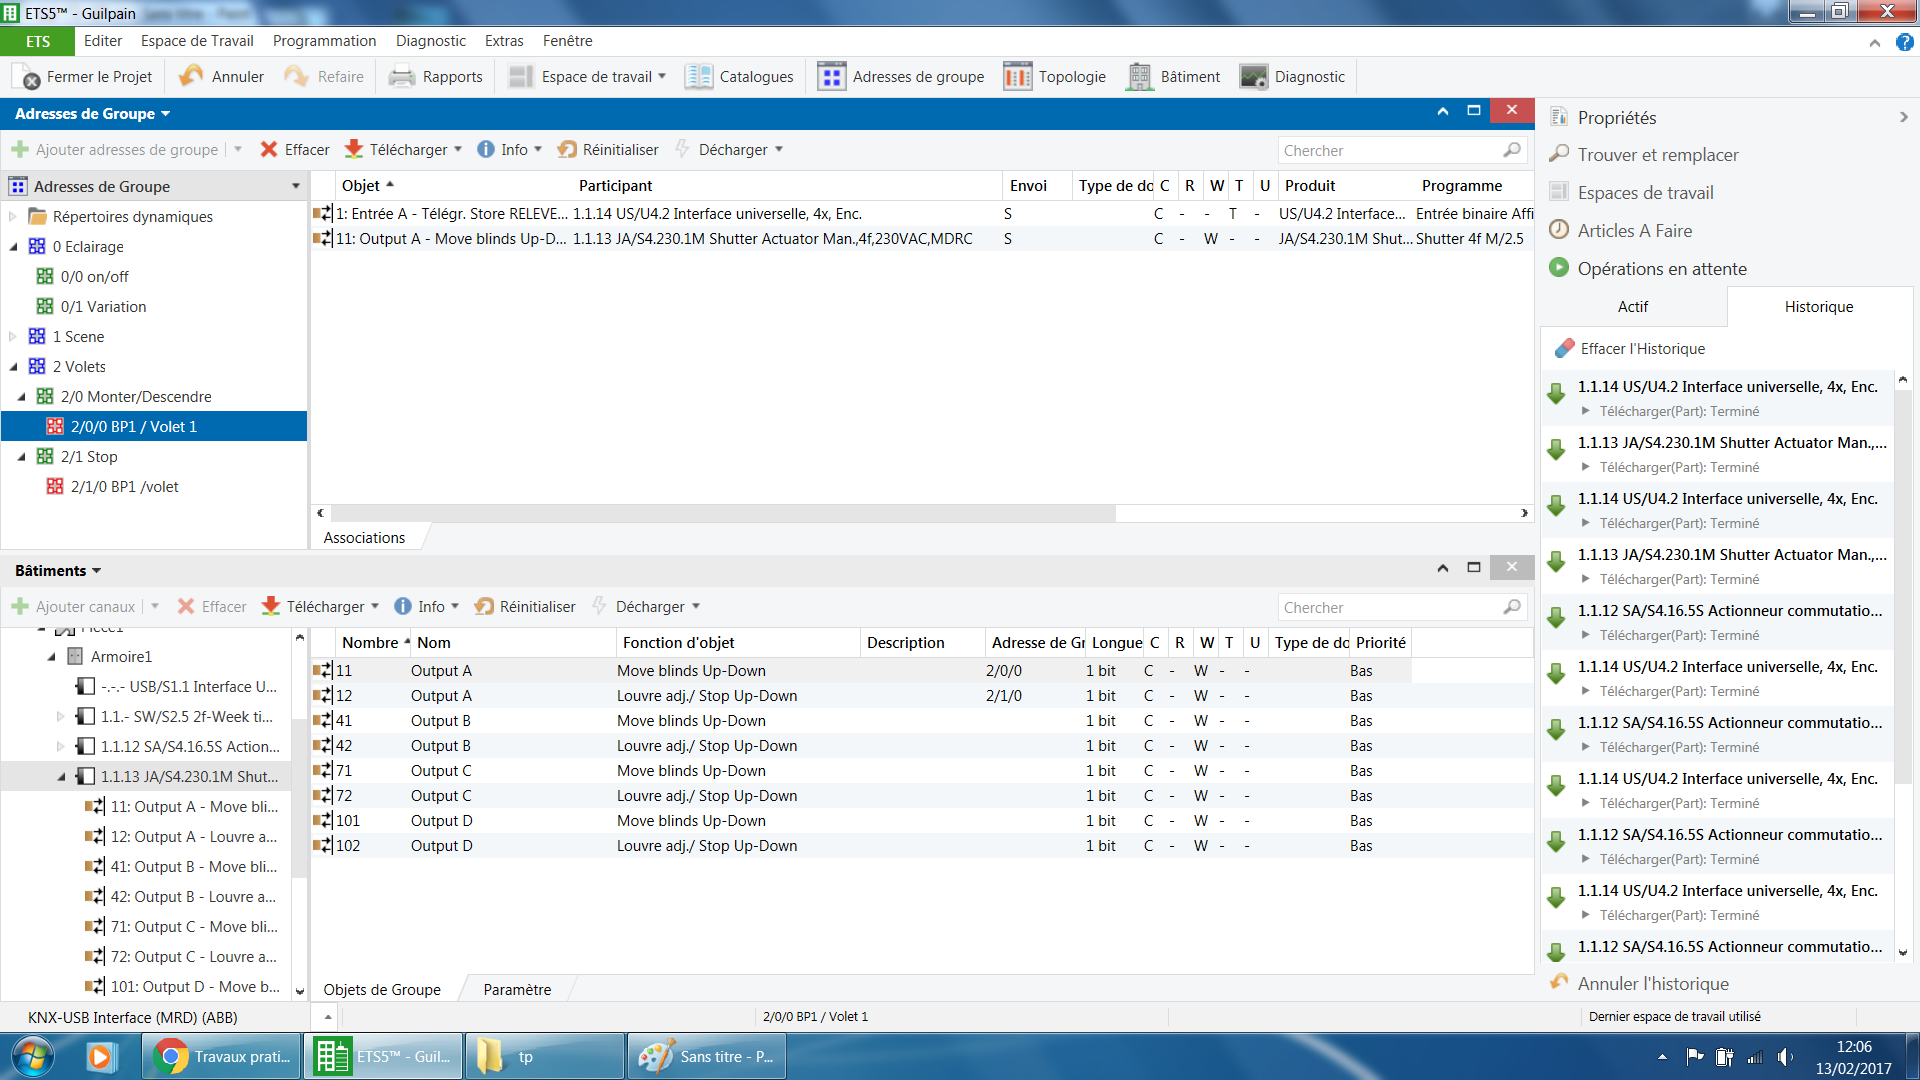 ETS5™ - Guilpain
ETS Editer Espace de Travail Programmation Diagnostic Extras Fenêtre
Fermer le Projet Annuler Refaire Rapports Espace de travail Catalogues Adresses de groupe Topologie Bâtiment Diagnostic
Adresses de Groupe
Ajouter adresses de groupe Effacer Télécharger Info Réinitialiser Décharger Chercher
Adresses de Groupe
Répertoires dynamiques
0 Eclairage
0/0 on/off
0/1 Variation
1 Scene
2 Volets
2/0 Monter/Descendre
2/0/0 BP1 / Volet 1
2/1 Stop
2/1/0 BP1 /volet
Objet Participant Envoi Type de do C R W T U Produit Programme
1: Entrée A - Télégr. Store RELEVE... 1.1.14 US/U4.2 Interface universelle, 4x, Enc. S C - - T - US/U4.2 Interface... Entrée binaire Affi
11: Output A - Move blinds Up-D... 1.1.13 JA/S4.230.1M Shutter Actuator Man.,4f,230VAC,MDRC S C - W - - JA/S4.230.1M Shut... Shutter 4f M/2.5
Associations
Bâtiments
Ajouter canaux Effacer Télécharger Info Réinitialiser Décharger Chercher
Armoire1
-.-.- USB/S1.1 Interface U...
1.1.- SW/S2.5 2f-Week ti...
1.1.12 SA/S4.16.5S Action...
1.1.13 JA/S4.230.1M Shut...
11: Output A - Move bli...
12: Output A - Louvre a...
41: Output B - Move bli...
42: Output B - Louvre a...
71: Output C - Move bli...
72: Output C - Louvre a...
101: Output D - Move b...
Nombre Nom Fonction d'objet Description Adresse de Gr Longue C R W T U Type de do Priorité
11 Output A Move blinds Up-Down 2/0/0 1 bit C - W - - Bas
12 Output A Louvre adj./ Stop Up-Down 2/1/0 1 bit C - W - - Bas
41 Output B Move blinds Up-Down 1 bit C - W - - Bas
42 Output B Louvre adj./ Stop Up-Down 1 bit C - W - - Bas
71 Output C Move blinds Up-Down 1 bit C - W - - Bas
72 Output C Louvre adj./ Stop Up-Down 1 bit C - W - - Bas
101 Output D Move blinds Up-Down 1 bit C - W - - Bas
102 Output D Louvre adj./ Stop Up-Down 1 bit C - W - - Bas
Objets de Groupe Paramètre
Propriétés
Trouver et remplacer
Espaces de travail
Articles A Faire
Opérations en attente
Actif Historique
Effacer l'Historique
1.1.14 US/U4.2 Interface universelle, 4x, Enc.
Télécharger(Part): Terminé
1.1.13 JA/S4.230.1M Shutter Actuator Man.,...
Télécharger(Part): Terminé
1.1.14 US/U4.2 Interface universelle, 4x, Enc.
Télécharger(Part): Terminé
1.1.13 JA/S4.230.1M Shutter Actuator Man.,...
Télécharger(Part): Terminé
1.1.12 SA/S4.16.5S Actionneur commutatio...
Télécharger(Part): Terminé
1.1.14 US/U4.2 Interface universelle, 4x, Enc.
Télécharger(Part): Terminé
1.1.12 SA/S4.16.5S Actionneur commutatio...
Télécharger(Part): Terminé
1.1.14 US/U4.2 Interface universelle, 4x, Enc.
Télécharger(Part): Terminé
1.1.12 SA/S4.16.5S Actionneur commutatio...
Télécharger(Part): Terminé
1.1.14 US/U4.2 Interface universelle, 4x, Enc.
Télécharger(Part): Terminé
1.1.12 SA/S4.16.5S Actionneur commutatio...
Annuler l'historique
KNX-USB Interface (MRD) (ABB) 2/0/0 BP1 / Volet 1 Dernier espace de travail utilisé
Travaux prati... ETS5™ - Guil... tp Sans titre - P...
12:06
13/02/2017